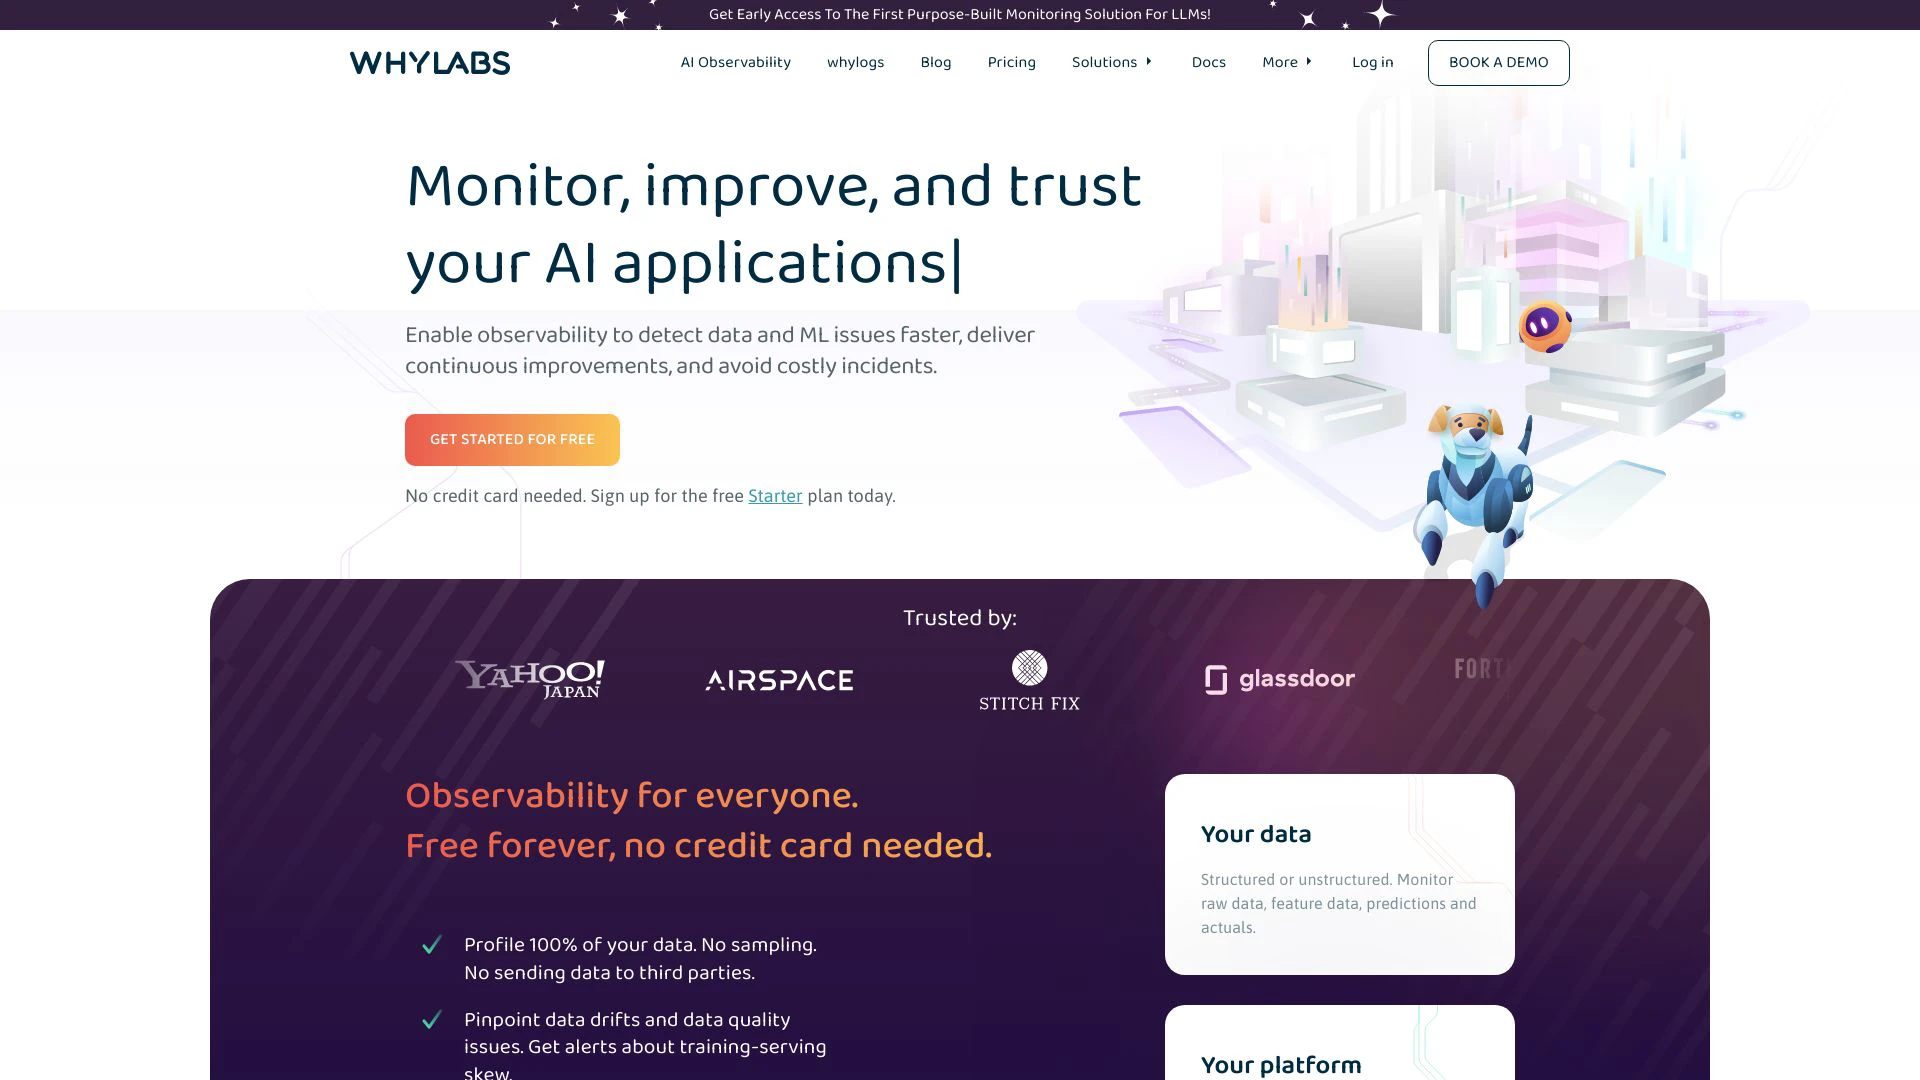 Get Early Access To The First Purpose-Built Monitoring Solution For LLMs!
WHYLABS
AI Observability
whylogs
Blog
Pricing
Solutions
Docs
More
Log in
BOOK A DEMO
Monitor, improve, and trust
your AI applications|
Enable observability to detect data and ML issues faster, deliver
continuous improvements, and avoid costly incidents.
GET STARTED FOR FREE
No credit card needed. Sign up for the free Starter plan today.
Trusted by:
YAHOO!
JAPAN
AIRSPACE
STITCH FIX
glassdoor
Observability for everyone.
Free forever, no credit card needed.
Profile 100% of your data. No sampling.
No sending data to third parties.
Pinpoint data drifts and data quality
issues. Get alerts about training-serving
skew.
Your data
Structured or unstructured. Monitor
raw data, feature data, predictions and
actuals.
Your platform